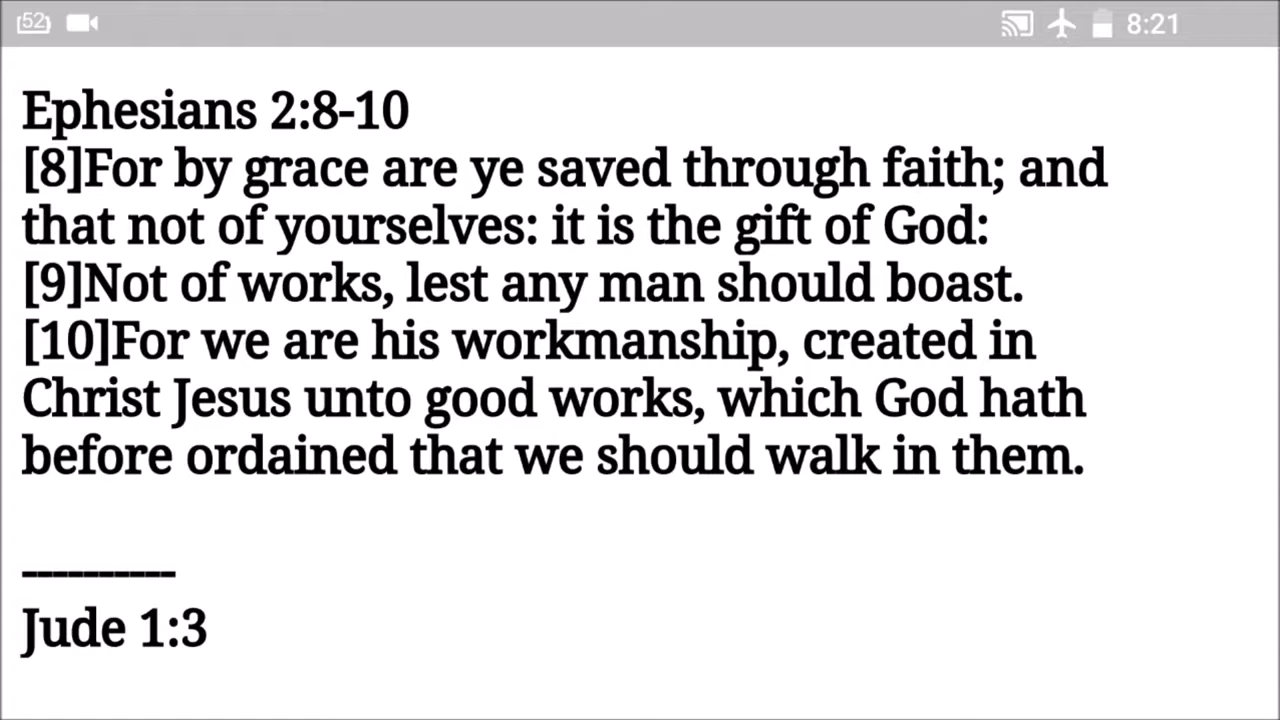 52
8:21
Ephesians 2:8-10
[8]For by grace are ye saved through faith; and
that not of yourselves: it is the gift of God:
[9]Not of works, lest any man should boast.
[10]For we are his workmanship, created in
Christ Jesus unto good works, which God hath
before ordained that we should walk in them.
----------
Jude 1:3